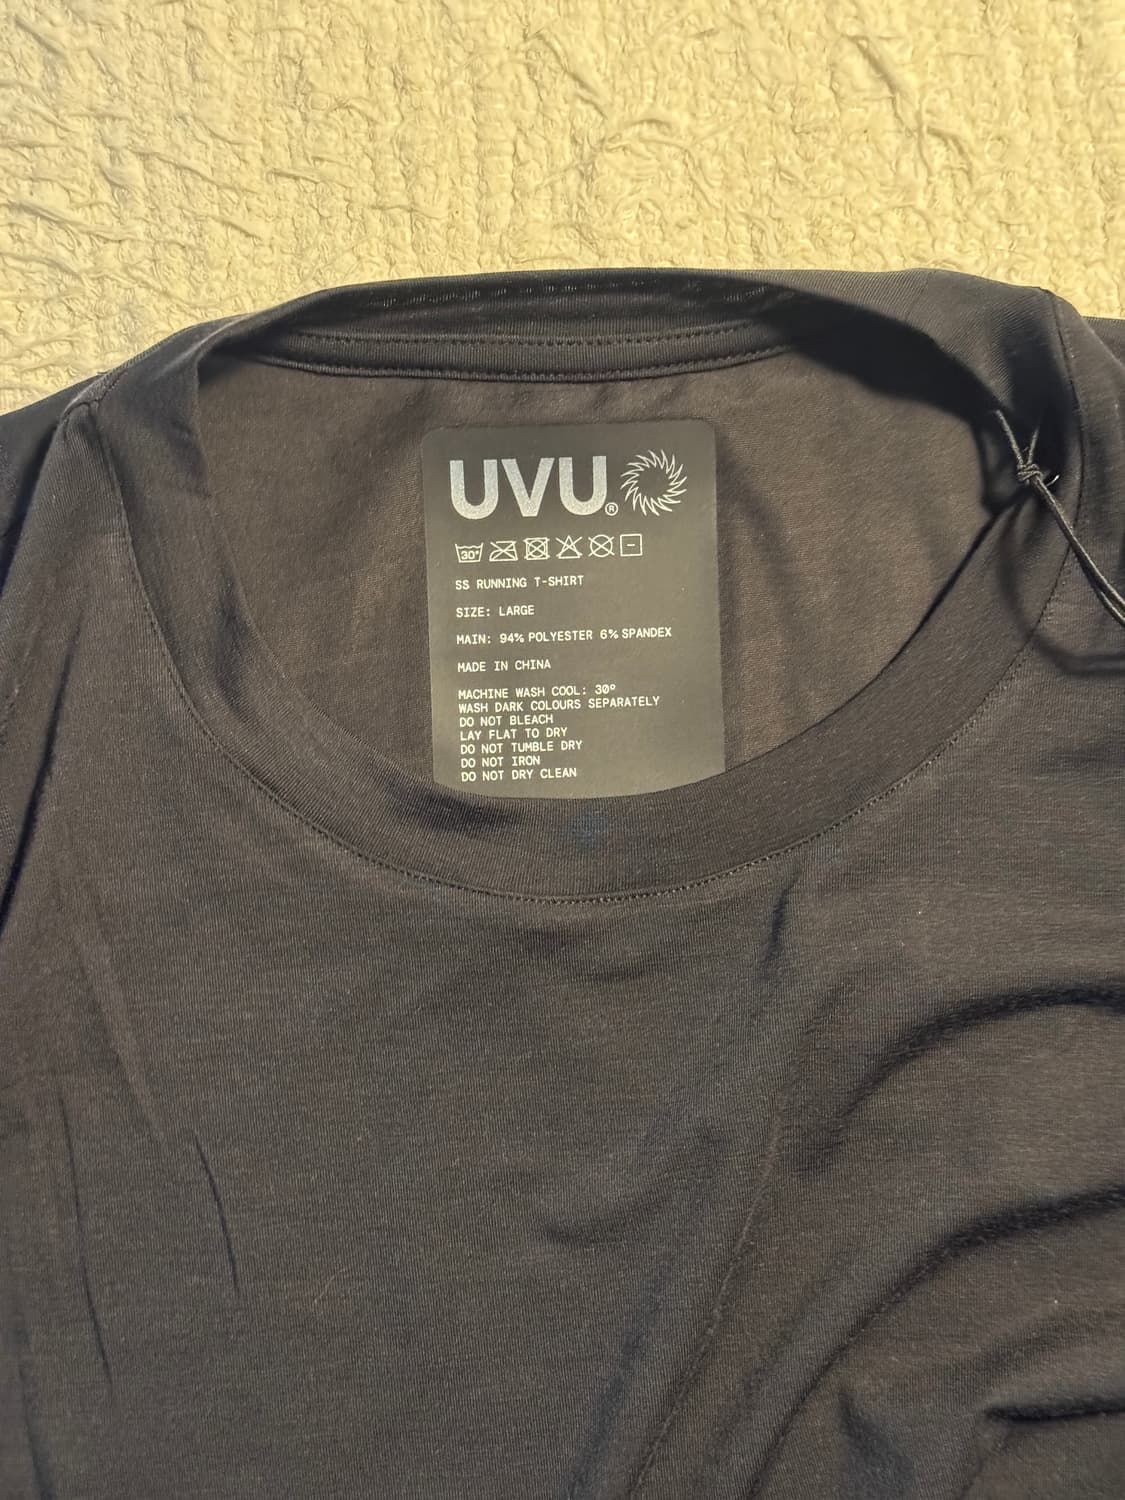 UVU®
30°
SS RUNNING T-SHIRT
SIZE: LARGE
MAIN: 94% POLYESTER 6% SPANDEX
MADE IN CHINA
MACHINE WASH COOL: 30°
WASH DARK COLOURS SEPARATELY
DO NOT BLEACH
LAY FLAT TO DRY
DO NOT TUMBLE DRY
DO NOT IRON
DO NOT DRY CLEAN